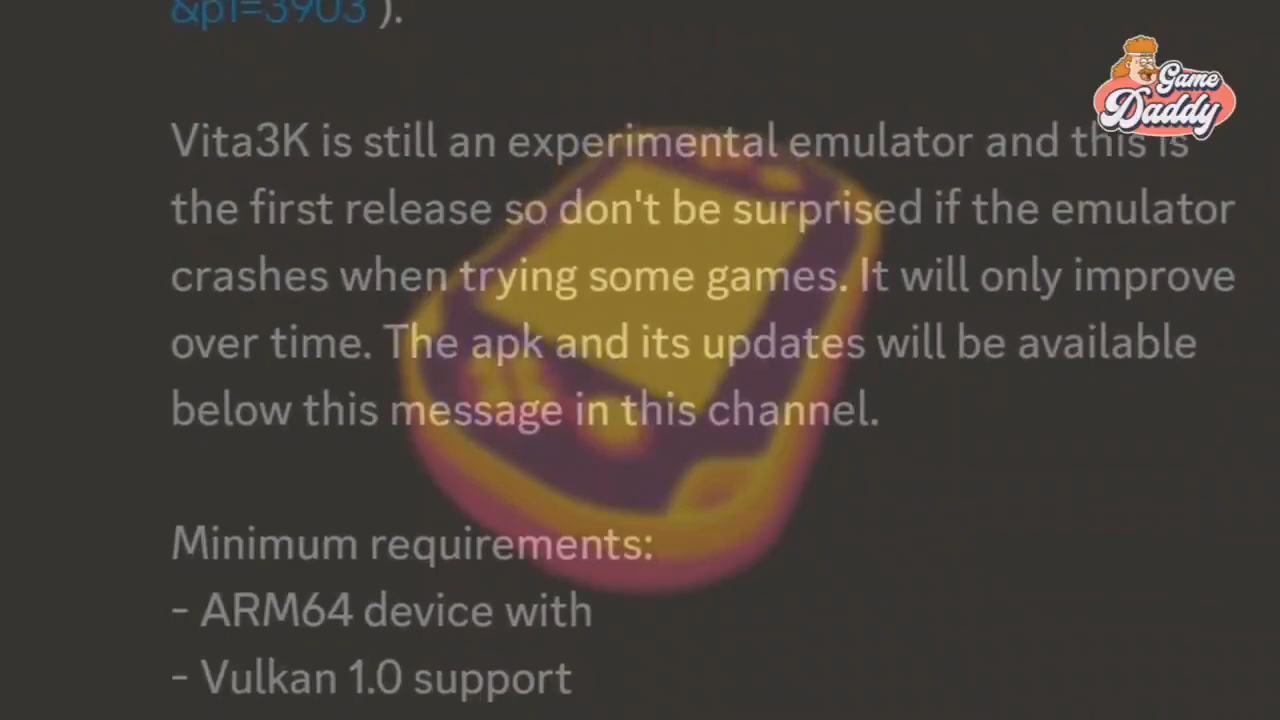 &p1=3903 ).
Game
Daddy
Vita3K is still an experimental emulator and this is
the first release so don't be surprised if the emulator
crashes when trying some games. It will only improve
over time. The apk and its updates will be available
below this message in this channel.
Minimum requirements:
- ARM64 device with
- Vulkan 1.0 support